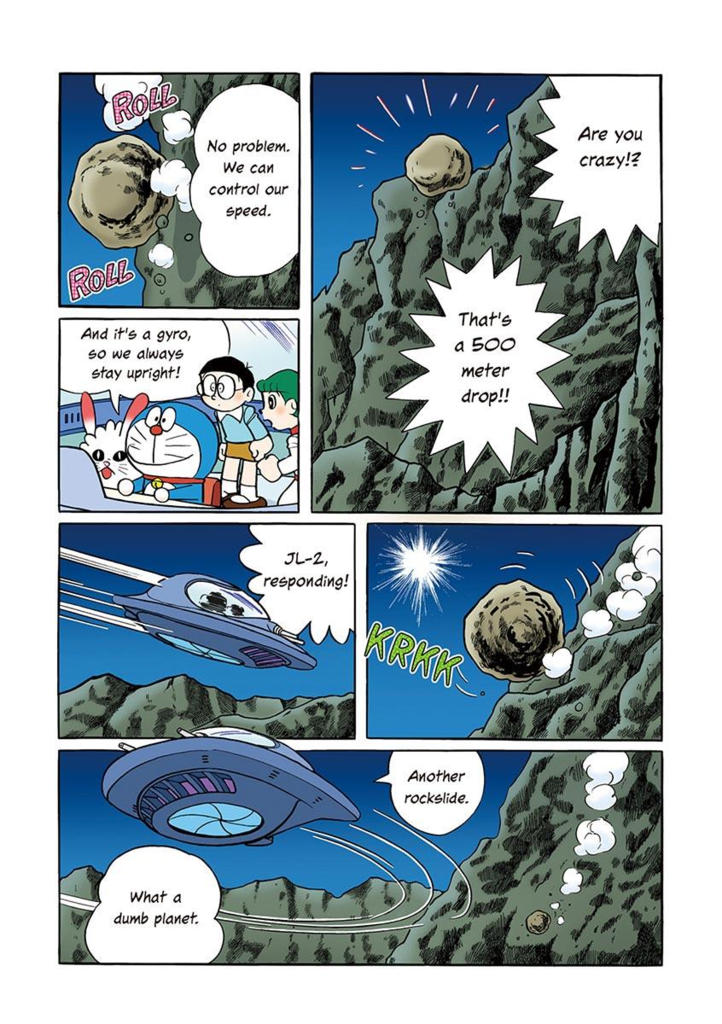 ROLL
No problem.
We can
control our
speed.
ROLL
Are you
crazy!?
That's
a 500
meter
drop!!
And it's a gyro,
so we always
stay upright!
JL-2,
responding!
KRKK
Another
rockslide.
What a
dumb planet.